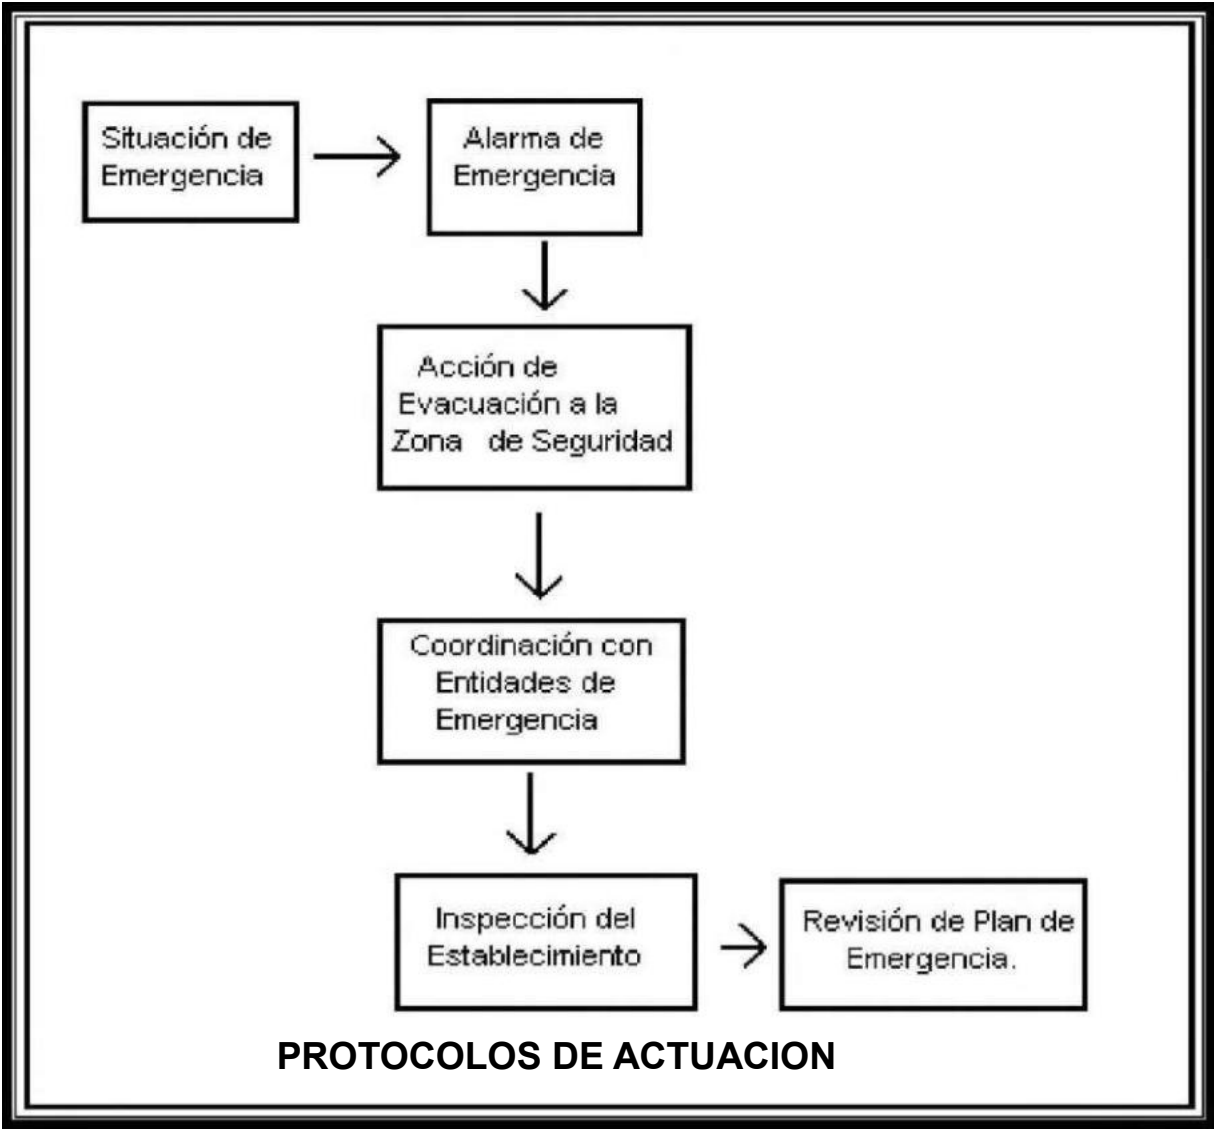 Situación de
Emergencia
Alarma de
Emergencia
Acción de
Evacuación a la
Zona de Seguridad
Coordinación con
Entidades de
Emergencia
Inspección del
Establecimiento
Revisión de Plan de
Emergencia.
PROTOCOLOS DE ACTUACION